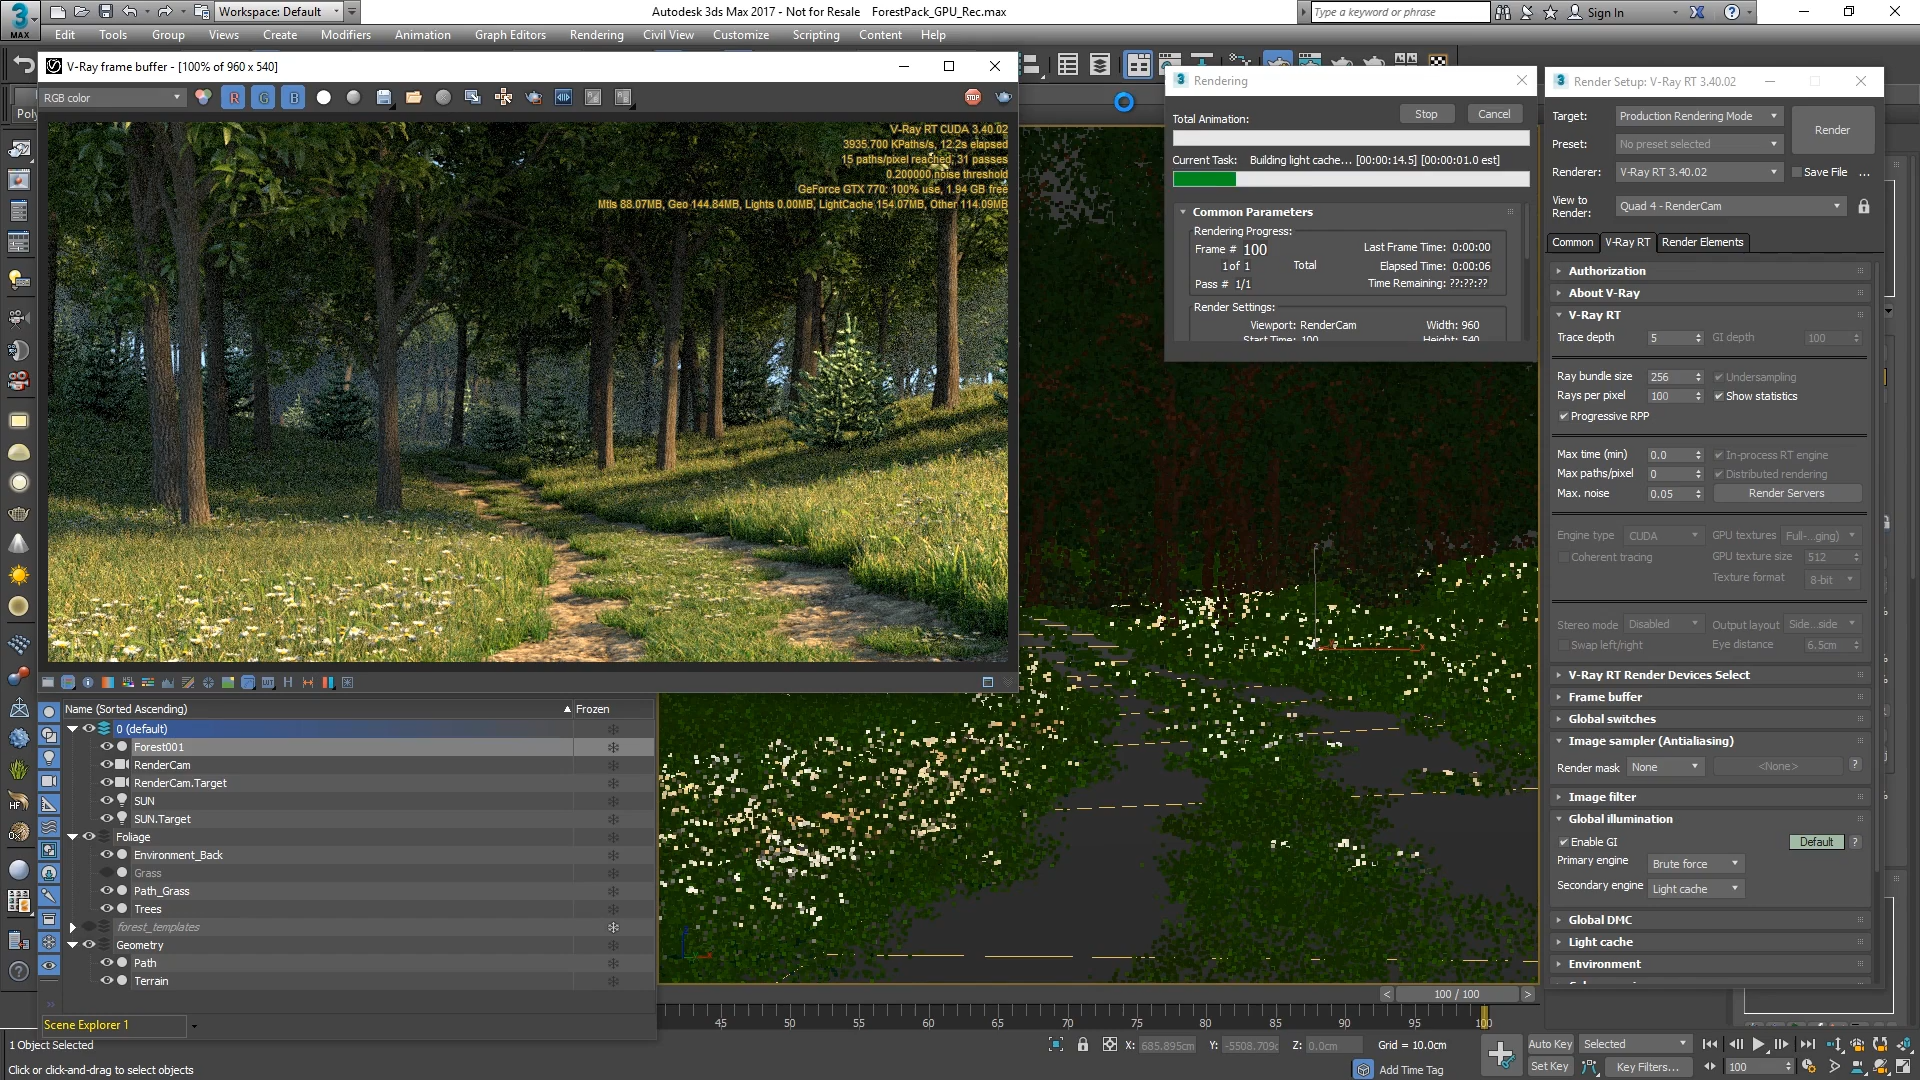 3
MAX
Workspace: Default
Autodesk 3ds Max 2017 - Not for Resale ForestPack_GPU_Rec.max
Type a keyword or phrase
Sign In
Edit Tools Group Views Create Modifiers Animation Graph Editors Rendering Civil View Customize Scripting Content Help
V-Ray frame buffer - [100% of 960 x 540]
RGB color
R G B
STOP
Poly
V-Ray RT CUDA 3.40.02
3935.700 KPaths/s, 12.2s elapsed
15 paths/pixel reached, 31 passes
0.200000 noise threshold
GeForce GTX 770: 100% use, 1.94 GB free
Mtls 88.07MB, Geo 144.84MB, Lights 0.00MB, LightCache 154.07MB, Other 114.09MB
Rendering
Stop Cancel
Total Animation:
Current Task: Building light cache... [00:00:14.5] [00:00:01.0 est]
Common Parameters
Rendering Progress:
Frame # 100 Last Frame Time: 0:00:00
1 of 1 Total Elapsed Time: 0:00:06
Pass # 1/1 Time Remaining: ??:??:??
Render Settings:
Viewport: RenderCam Width: 960
Start Time: 100 Height: 540
Render Setup: V-Ray RT 3.40.02
Target: Production Rendering Mode
Render
Preset: No preset selected
Renderer: V-Ray RT 3.40.02 Save File ...
View to Render: Quad 4 - RenderCam
Common V-Ray RT Render Elements
Authorization
About V-Ray
V-Ray RT
Trace depth 5 GI depth 100
Ray bundle size 256 Undersampling
Rays per pixel 100 Show statistics
Progressive RPP
Max time (min) 0.0 In-process RT engine
Max paths/pixel 0 Distributed rendering
Max. noise 0.05 Render Servers
Engine type CUDA GPU textures Full-...ging)
Coherent tracing GPU texture size 512
Texture format 8-bit
Stereo mode Disabled Output layout Side...side
Swap left/right Eye distance 6.5cm
V-Ray RT Render Devices Select
Frame buffer
Global switches
Image sampler (Antialiasing)
Render mask None <None> ?
Image filter
Global illumination
Enable GI Default ?
Primary engine Brute force
Secondary engine Light cache
Global DMC
Light cache
Environment
Name (Sorted Ascending) Frozen
0 (default)
Forest001
RenderCam
RenderCam.Target
SUN
SUN.Target
Foliage
Environment_Back
Grass
Path_Grass
Trees
forest_templates
Geometry
Path
Terrain
Scene Explorer 1
< 100 / 100 >
45 50 55 60 65 70 75 80 85 90 95 100
1 Object Selected
X: 685.895cm Y: -5508.709c Z: 0.0cm Grid = 10.0cm
Auto Key Selected
Click or click-and-drag to select objects
Add Time Tag
Set Key Key Filters... 100